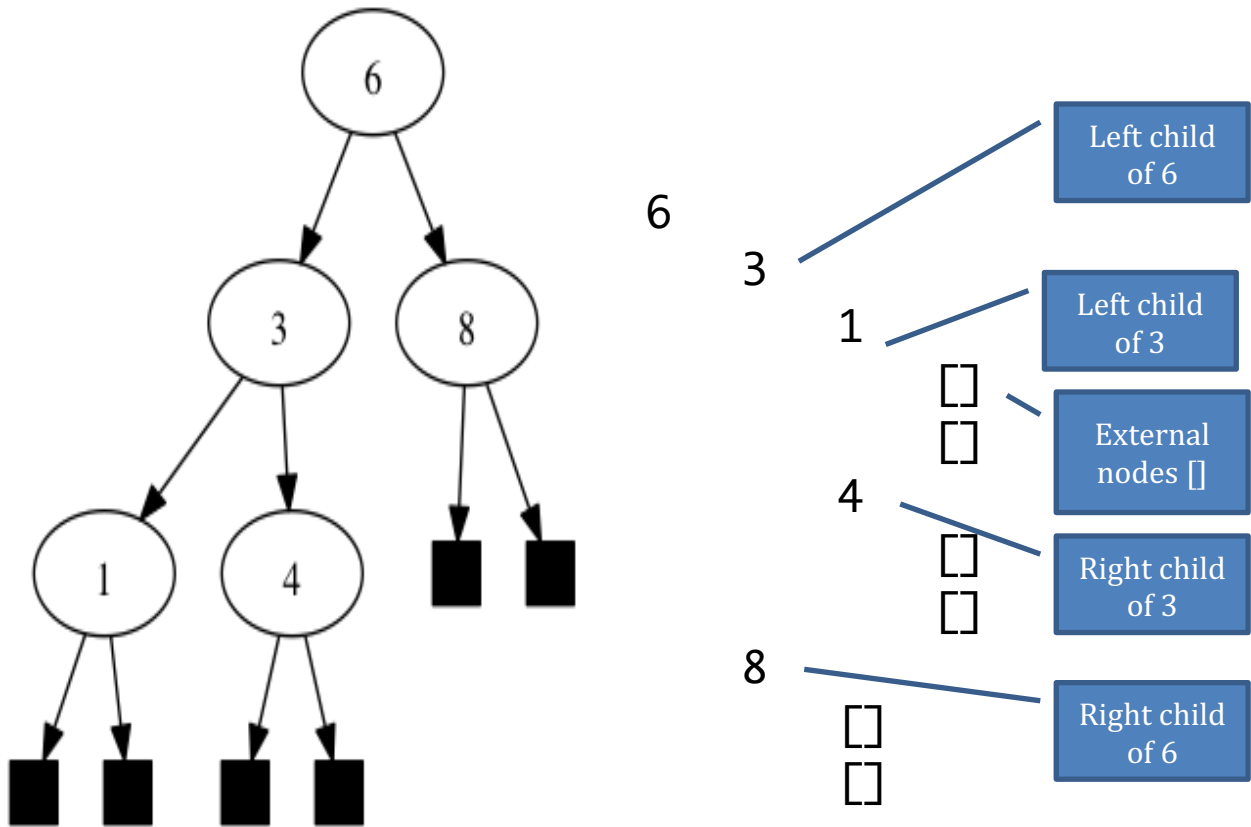 6
3
8
1
4
6
3
1
[]
[]
4
[]
[]
8
[]
[]
Left child
of 6
Left child
of 3
External
nodes []
Right child
of 3
Right child
of 6